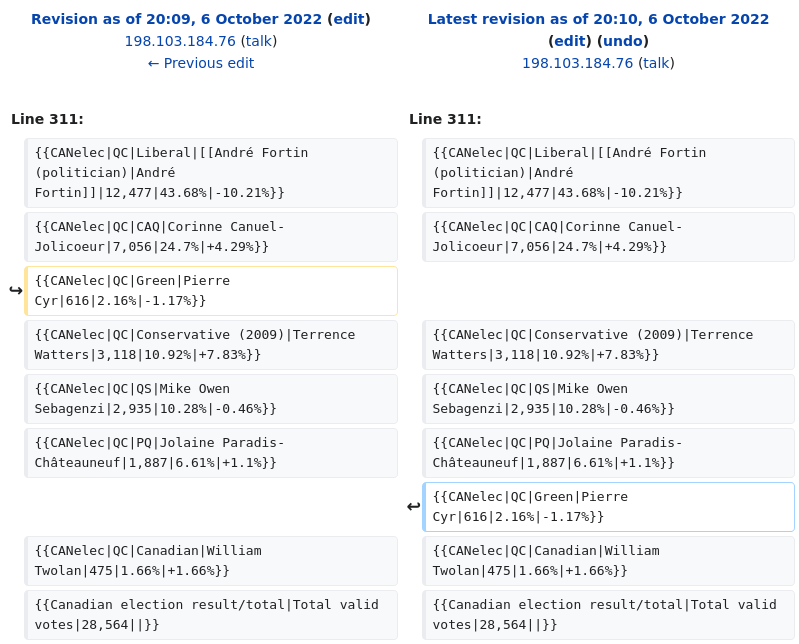 Revision as of 20:09, 6 October 2022 (edit)
198.103.184.76 (talk)
← Previous edit
Latest revision as of 20:10, 6 October 2022
(edit) (undo)
198.103.184.76 (talk)
Line 311:
Line 311:
{{CANelec|QC|Liberal|[[André Fortin
(politician)|André
Fortin]]|12,477|43.68%|-10.21%}}
{{CANelec|QC|Liberal|[[André Fortin
(politician)|André
Fortin]]|12,477|43.68%|-10.21%}}
{{CANelec|QC|CAQ|Corinne Canuel-
Jolicoeur|7,056|24.7%|+4.29%}}
{{CANelec|QC|CAQ|Corinne Canuel-
Jolicoeur|7,056|24.7%|+4.29%}}
↪
{{CANelec|QC|Green|Pierre
Cyr|616|2.16%|-1.17%}}
{{CANelec|QC|Conservative (2009)|Terrence
Watters|3,118|10.92%|+7.83%}}
{{CANelec|QC|Conservative (2009)|Terrence
Watters|3,118|10.92%|+7.83%}}
{{CANelec|QC|QS|Mike Owen
Sebagenzi|2,935|10.28%|-0.46%}}
{{CANelec|QC|QS|Mike Owen
Sebagenzi|2,935|10.28%|-0.46%}}
{{CANelec|QC|PQ|Jolaine Paradis-
Châteauneuf|1,887|6.61%|+1.1%}}
{{CANelec|QC|PQ|Jolaine Paradis-
Châteauneuf|1,887|6.61%|+1.1%}}
↩
{{CANelec|QC|Green|Pierre
Cyr|616|2.16%|-1.17%}}
{{CANelec|QC|Canadian|William
Twolan|475|1.66%|+1.66%}}
{{CANelec|QC|Canadian|William
Twolan|475|1.66%|+1.66%}}
{{Canadian election result/total|Total valid
votes|28,564||}}
{{Canadian election result/total|Total valid
votes|28,564||}}